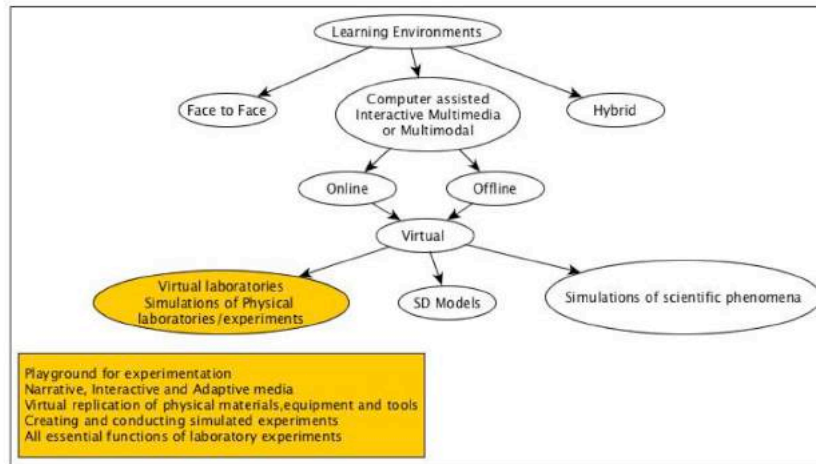 Learning Environments
Face to Face
Computer assisted
Interactive Multimedia
or Multimodal
Hybrid
Online
Offline
Virtual
Virtual laboratories
Simulations of Physical
laboratories/experiments
SD Models
Simulations of scientific phenomena
Playground for experimentation
Narrative, Interactive and Adaptive media
Virtual replication of physical materials,equipment and tools
Creating and conducting simulated experiments
All essential functions of laboratory experiments